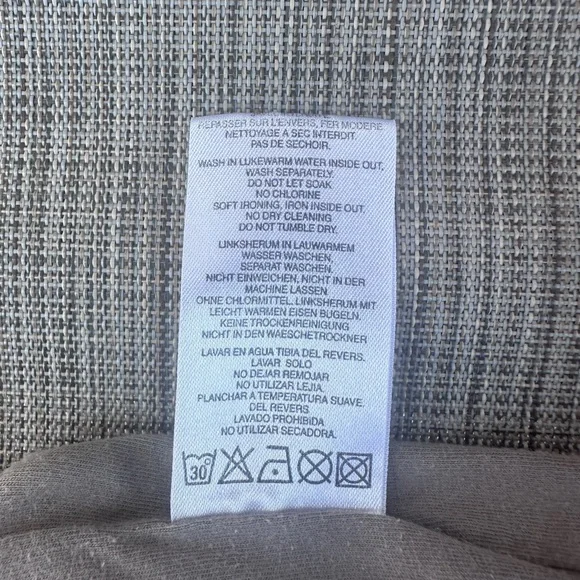 REPASSER SUR L'ENVERS, FER MODERE.
NETTOYAGE A SEC INTERDIT.
PAS DE SECHOIR.
WASH IN LUKEWARM WATER INSIDE OUT,
WASH SEPARATELY.
DO NOT LET SOAK
NO CHLORINE
SOFT IRONING, IRON INSIDE OUT.
NO DRY CLEANING
DO NOT TUMBLE DRY.
LINKSHERUM IN LAUWARMEM
WASSER WASCHEN,
SEPARAT WASCHEN.
NICHT EINWEICHEN, NICHT IN DER
MACHINE LASSEN.
OHNE CHLORMITTEL, LINKSHERUM MIT
LEICHT WARMEN EISEN BUGELN.
KEINE TROCKENREINIGUNG
NICHT IN DEN WAESCHETROCKNER
LAVAR EN AGUA TIBIA DEL REVERS.
LAVAR SOLO
NO DEJAR REMOJAR
NO UTILIZAR LEJIA.
PLANCHAR A TEMPERATURA SUAVE.
DEL REVERS
LAVADO PROHIBIDA
NO UTILIZAR SECADORA.
30°